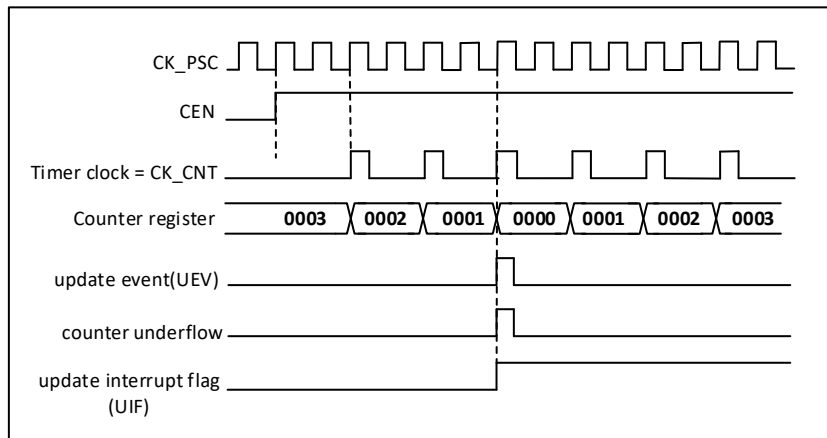 CK_PSC
CEN
Timer clock = CK_CNT
Counter register 0003 0002 0001 0000 0001 0002 0003
update event(UEV)
counter underflow
update interrupt flag
(UIF)